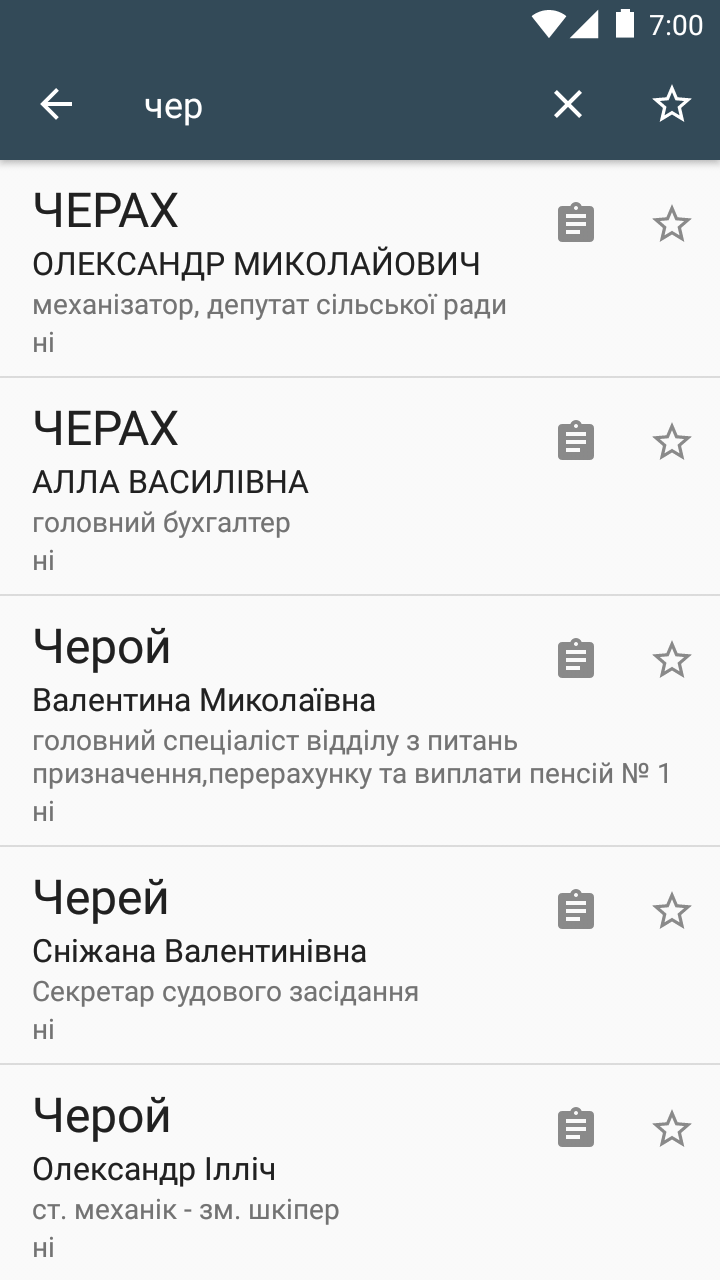 7:00
чер
ЧЕРАХ
ОЛЕКСАНДР МИКОЛАЙОВИЧ
механізатор, депутат сільської ради
ні
ЧЕРАХ
АЛЛА ВАСИЛІВНА
головний бухгалтер
ні
Черой
Валентина Миколаївна
головний спеціаліст відділу з питань
призначення,перерахунку та виплати пенсій № 1
ні
Черей
Сніжана Валентинівна
Секретар судового засідання
ні
Черой
Олександр Ілліч
ст. механік - зм. шкіпер
ні